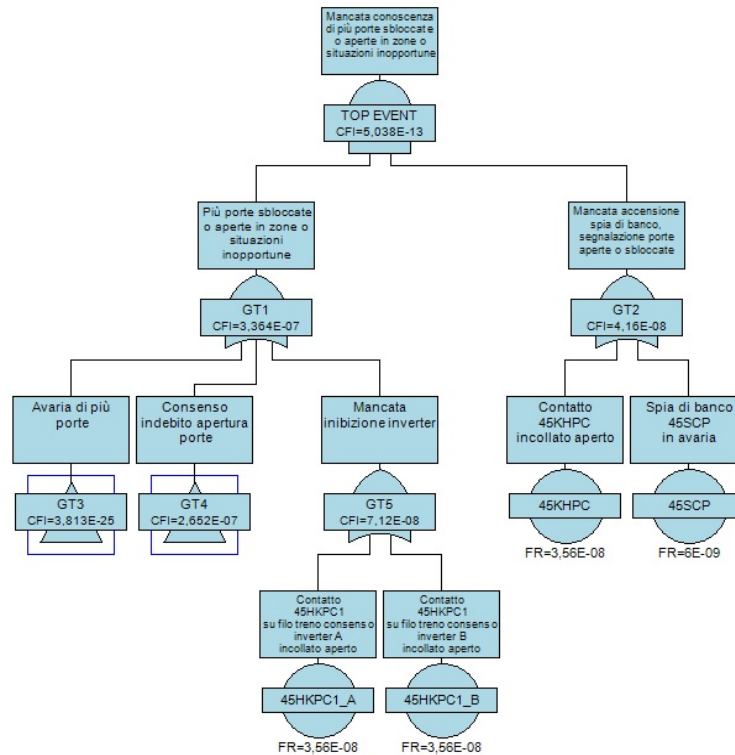 Mancata conoscenza
di più porte sbloccate
o aperte in zone o
situazioni inopportune
TOP EVENT
CFI=5,038E-13
Più porte sbloccate
o aperte in zone o
situazioni
inopportune
Mancata accensione
spia di banco,
segnalazione porte
aperte o sbloccate
GT1
CFI=3,364E-07
GT2
CFI=4,16E-08
Avaria di più
porte
Consenso
indebito apertura
porte
Mancata
inibizione inverter
Contatto
45KHPC
incollato aperto
Spia di banco
45SCP
in avaria
GT3
CFI=3,813E-25
GT4
CFI=2,652E-07
GT5
CFI=7,12E-08
45KHPC
FR=3,56E-08
45SCP
FR=6E-09
Contatto
45HKPC1
su filo treno consenso
inverter A
incollato aperto
Contatto
45HKPC1
su filo treno consenso
inverter B
incollato aperto
45HKPC1_A
FR=3,56E-08
45HKPC1_B
FR=3,56E-08